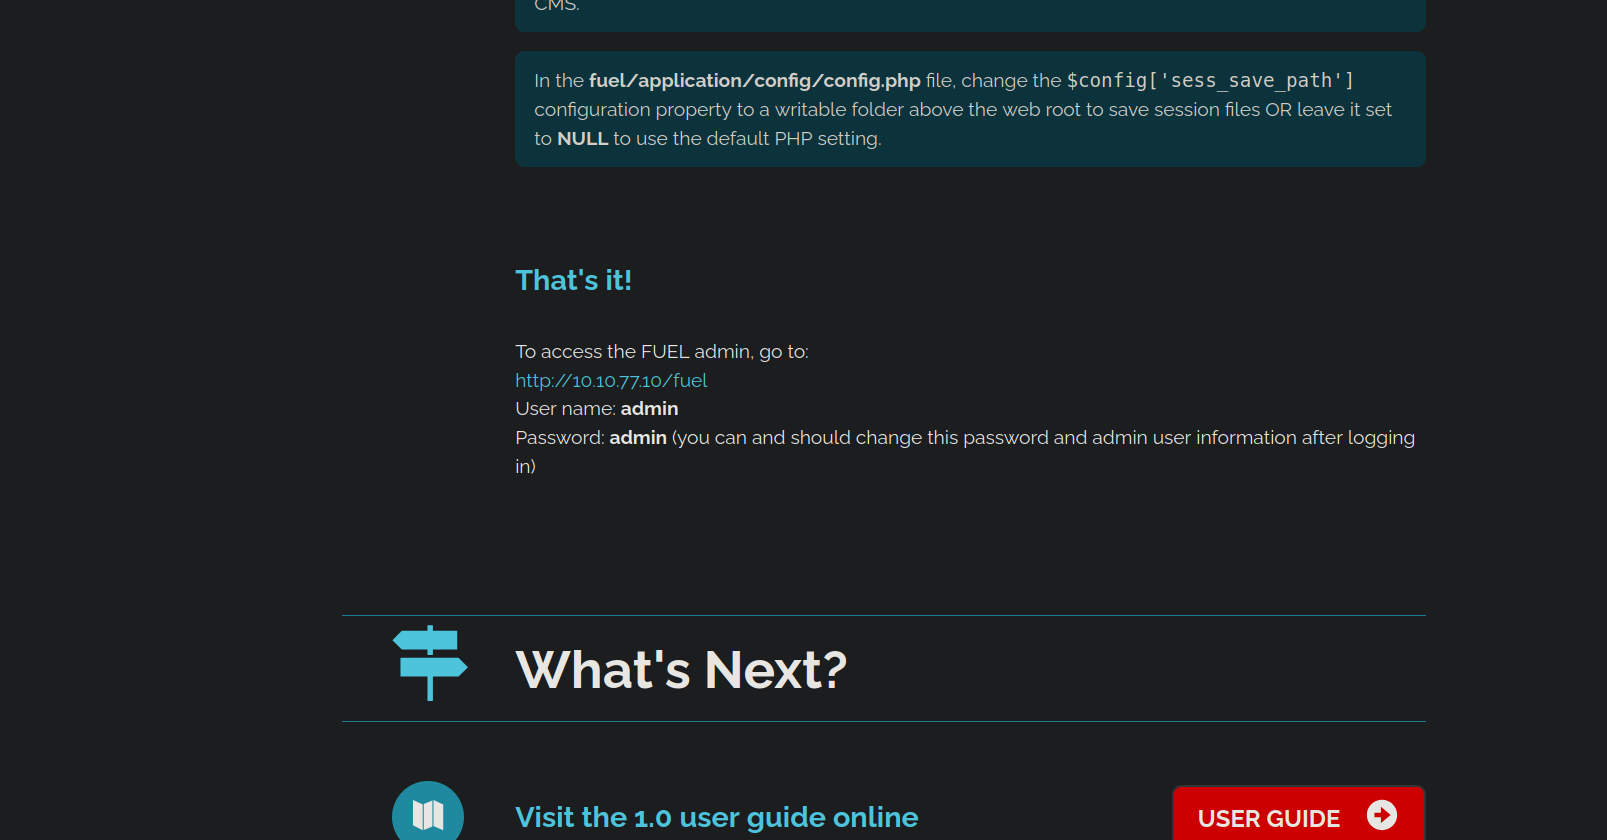 CMS.
In the fuel/application/config/config.php file, change the $config['sess_save_path']
configuration property to a writable folder above the web root to save session files OR leave it set
to NULL to use the default PHP setting.
That's it!
To access the FUEL admin, go to:
http://10.10.77.10/fuel
User name: admin
Password: admin (you can and should change this password and admin user information after logging
in)
What's Next?
Visit the 1.0 user guide online
USER GUIDE